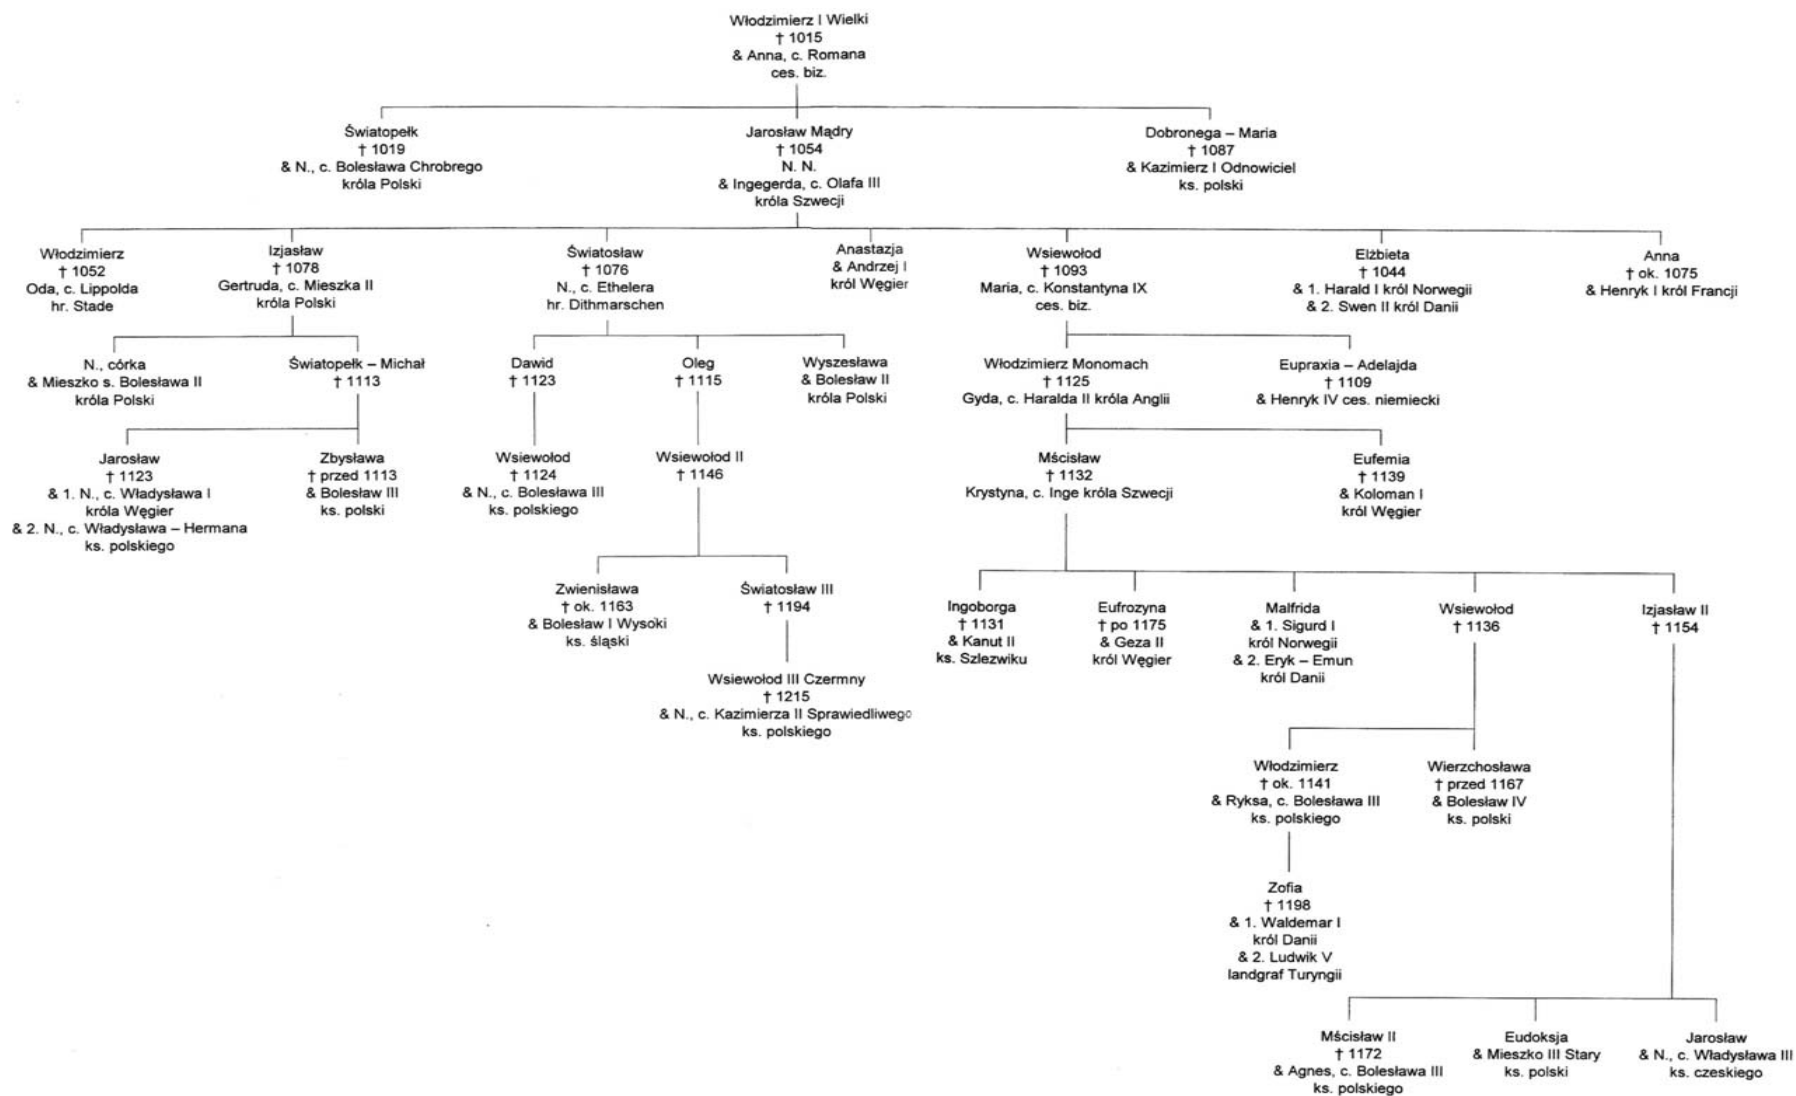 Włodzimierz I Wielki
† 1015
& Anna, c. Romana
ces. biz.
Światopełk
† 1019
& N., c. Bolesława Chrobrego
króla Polski
Jarosław Mądry
† 1054
N. N.
& Ingegerda, c. Olafa III
króla Szwecji
Dobronega – Maria
† 1087
& Kazimierz I Odnowiciel
ks. polski
Włodzimierz
† 1052
Oda, c. Lippolda
hr. Stade
Izjasław
† 1078
Gertruda, c. Mieszka II
króla Polski
Światosław
† 1076
N., c. Ethelera
hr. Dithmarschen
Anastazja
& Andrzej I
król Węgier
Wsiewołod
† 1093
Maria, c. Konstantyna IX
ces. biz.
Elżbieta
† 1044
& 1. Harald I król Norwegii
& 2. Swen II król Danii
Anna
† ok. 1075
& Henryk I król Francji
N., córka
& Mieszko s. Bolesława II
króla Polski
Światopełk – Michał
† 1113
Dawid
† 1123
Oleg
† 1115
Wyszesława
& Bolesław II
króla Polski
Włodzimierz Monomach
† 1125
Gyda, c. Haralda II króla Anglii
Eupraxia – Adelajda
† 1109
& Henryk IV ces. niemiecki
Jarosław
† 1123
& 1. N., c. Władysława I
króla Węgier
& 2. N., c. Władysława – Hermana
ks. polskiego
Zbysława
† przed 1113
& Bolesław III
ks. polski
Wsiewołod
† 1124
& N., c. Bolesława III
ks. polskiego
Wsiewołod II
† 1146
Mścisław
† 1132
Krystyna, c. Inge króla Szwecji
Eufemia
† 1139
& Koloman I
król Węgier
Zwienisława
† ok. 1163
& Bolesław I Wysoki
ks. śląski
Światosław III
† 1194
Ingoborga
† 1131
& Kanut II
ks. Szlezwiku
Eufrozyna
† po 1175
& Geza II
król Węgier
Malfrida
& 1. Sigurd I
król Norwegii
& 2. Eryk – Emun
król Danii
Wsiewołod
† 1136
Izjasław II
† 1154
Wsiewołod III Czermny
† 1215
& N., c. Kazimierza II Sprawiedliwego
ks. polskiego
Włodzimierz
† ok. 1141
& Ryksa, c. Bolesława III
ks. polskiego
Wierzchosława
† przed 1167
& Bolesław IV
ks. polski
Zofia
† 1198
& 1. Waldemar I
król Danii
& 2. Ludwik V
landgraf Turyngii
Mścisław II
† 1172
& Agnes, c. Bolesława III
ks. polskiego
Eudoksja
& Mieszko III Stary
ks. polski
Jarosław
& N., c. Władysława III
ks. czeskiego